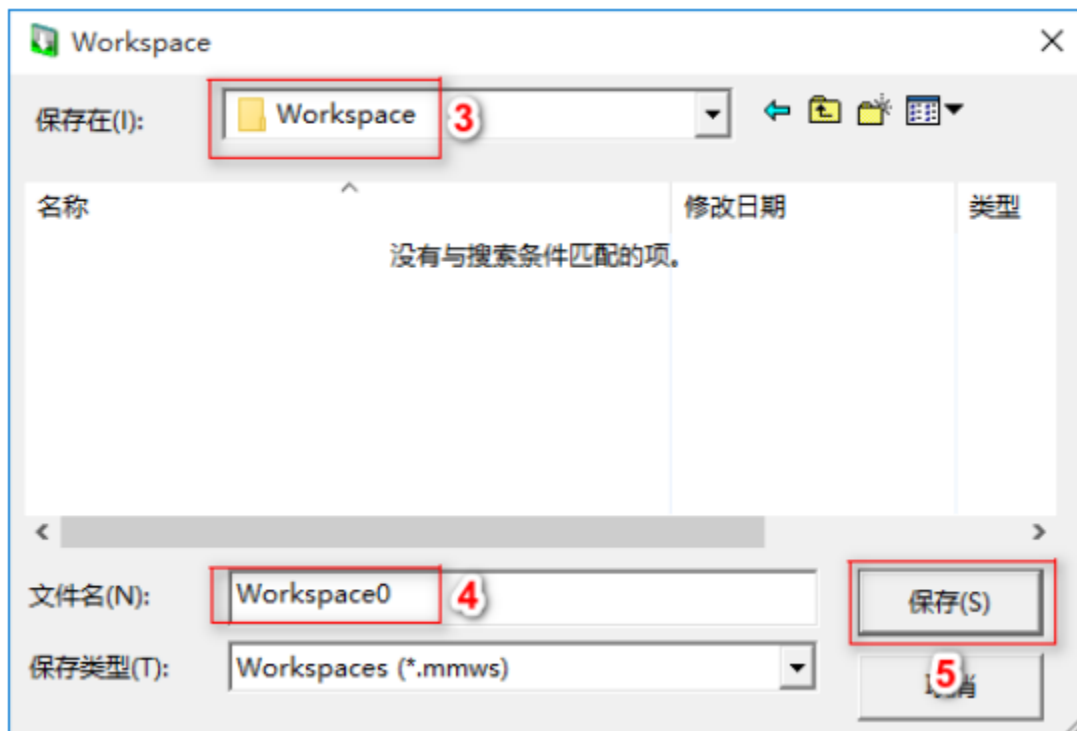 Workspace
保存在(I):
Workspace
3
名称
修改日期
类型
没有与搜索条件匹配的项。
文件名(N):
Workspace0
4
保存(S)
保存类型(T):
Workspaces (*.mmws)
5